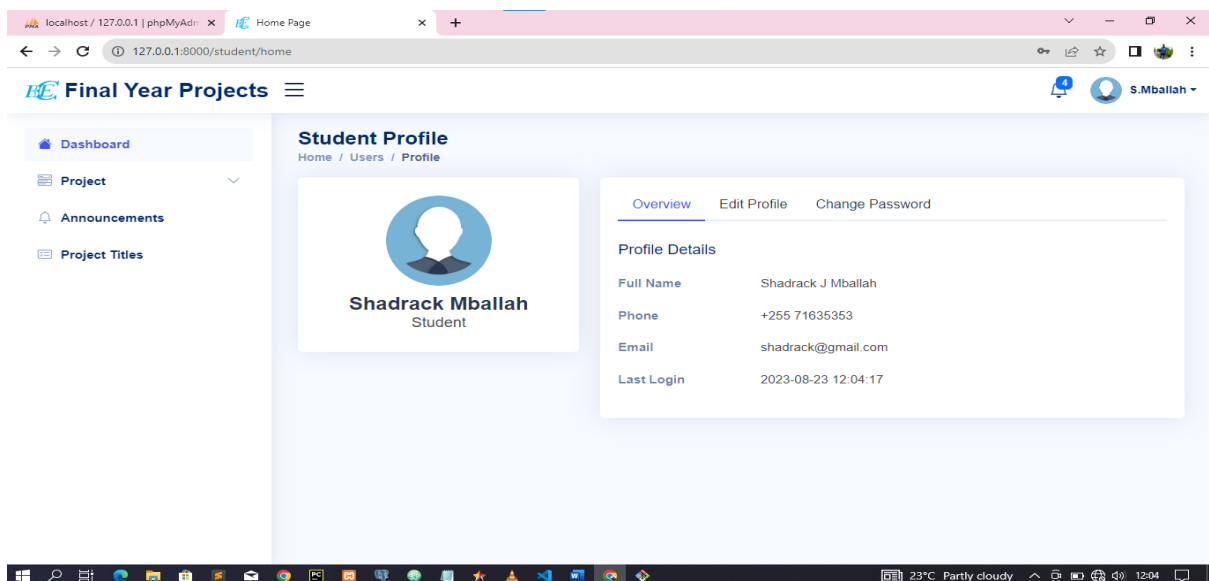 localhost / 127.0.0.1 | phpMyAdm
Home Page
127.0.0.1:8000/student/home
Final Year Projects
4
S.Mballah
Dashboard
Project
Announcements
Project Titles
Student Profile
Home / Users / Profile
Shadrack Mballah
Student
Overview Edit Profile Change Password
Profile Details
Full Name Shadrack J Mballah
Phone +255 71635353
Email shadrack@gmail.com
Last Login 2023-08-23 12:04:17
23°C Partly cloudy 12:04